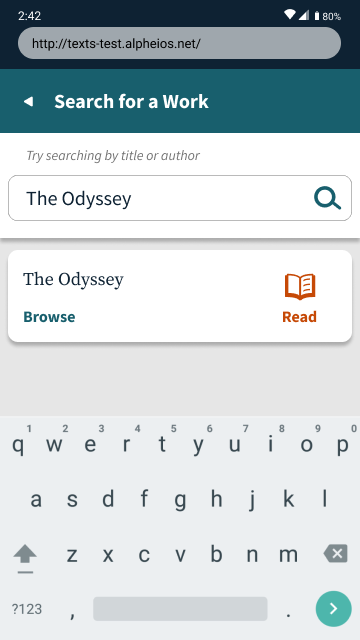 2:42
80%
http://texts-test.alpheios.net/
Search for a Work
Try searching by title or author
The Odyssey
The Odyssey
Browse
Read
1 2 3 4 5 6 7 8 9 0
q w e r t y u i o p
a s d f g h j k l
z x c v b n m
?123 , .